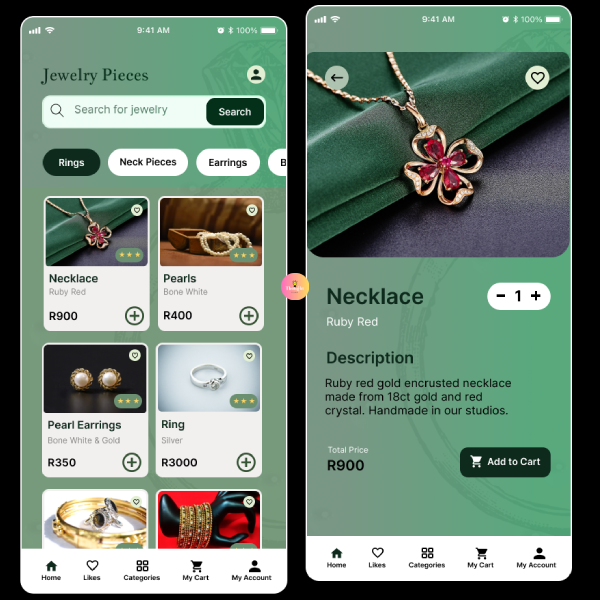 9:41 AM
100%
Jewelry Pieces
Search for jewelry
Search
Rings
Neck Pieces
Earrings
B
Necklace
Ruby Red
R900
Pearls
Bone White
R400
Pearl Earrings
Bone White & Gold
R350
Ring
Silver
R3000
Home
Likes
Categories
My Cart
My Account
9:41 AM
100%
Necklace
- 1 +
Ruby Red
Description
Ruby red gold encrusted necklace
made from 18ct gold and red
crystal. Handmade in our studios.
Total Price
R900
Add to Cart
Home
Likes
Categories
My Cart
My Account